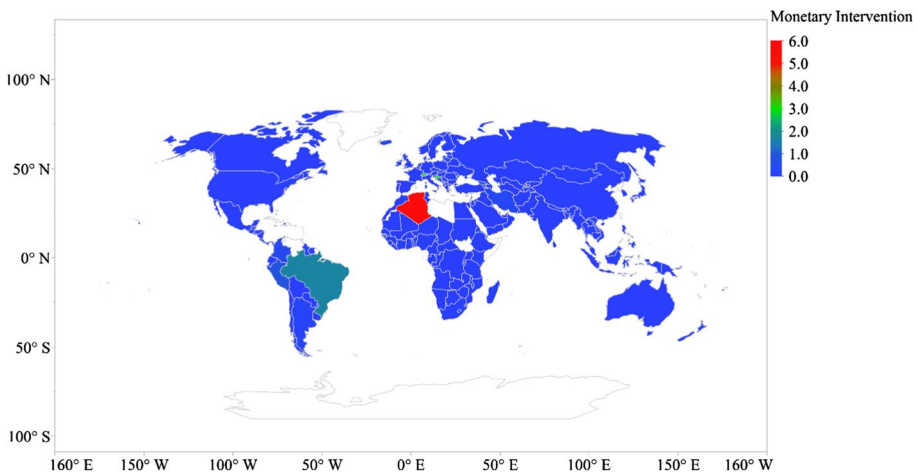 Monetary Intervention
6.0
5.0
4.0
3.0
2.0
1.0
0.0
100° N
50° N
0° N
50° S
100° S
160° E 150° W 100° W 50° W 0° E 50° E 100° E 150° E 160° W